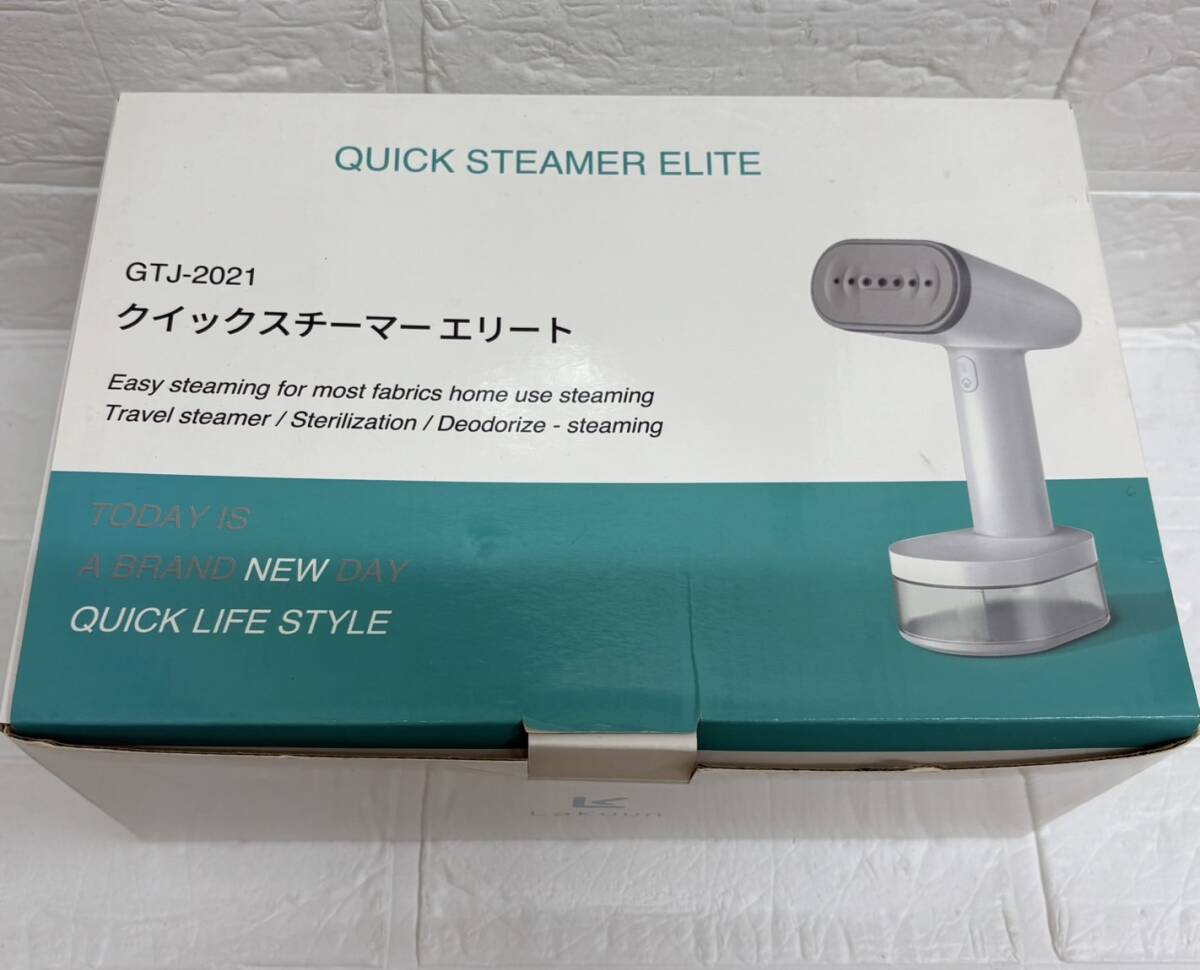 QUICK STEAMER ELITE
GTJ-2021
クイックスチーマー エリート
Easy steaming for most fabrics home use steaming
Travel steamer / Sterilization / Deodorize - steaming
TODAY IS
A BRAND NEW DAY
QUICK LIFE STYLE
Lakuun